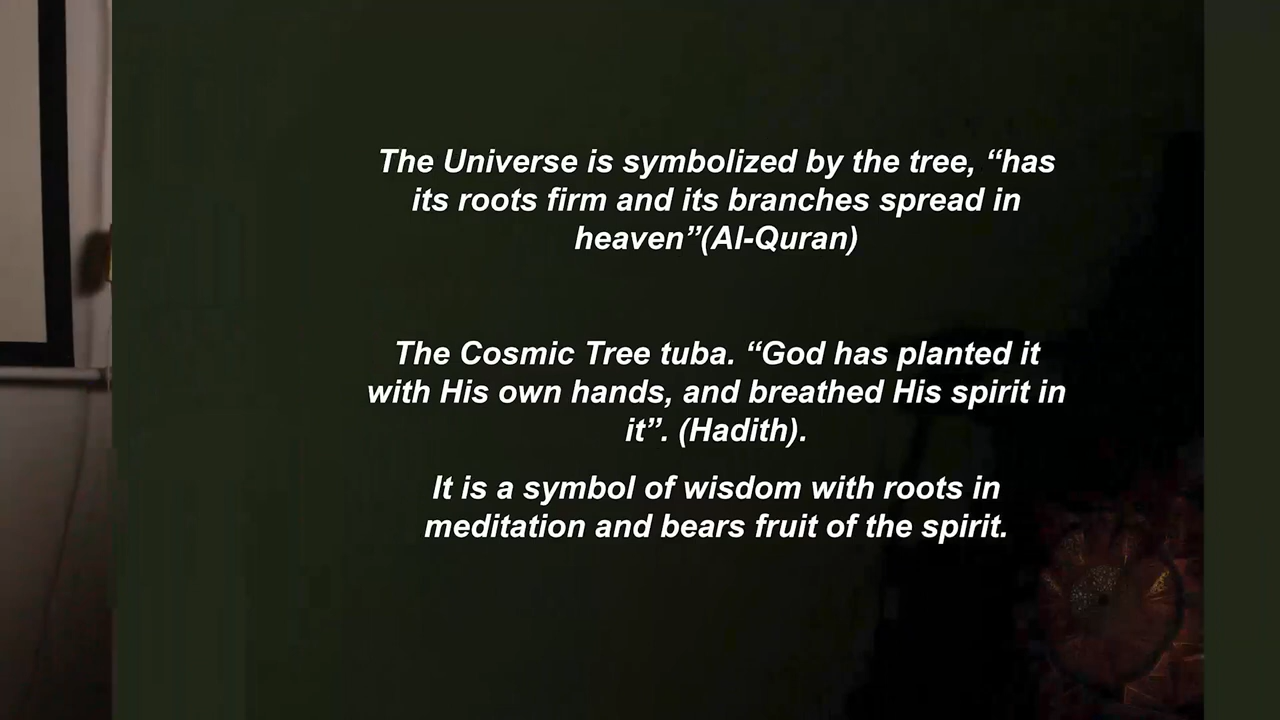 The Universe is symbolized by the tree, “has
its roots firm and its branches spread in
heaven”(Al-Quran)
The Cosmic Tree tuba. “God has planted it
with His own hands, and breathed His spirit in
it”. (Hadith).
It is a symbol of wisdom with roots in
meditation and bears fruit of the spirit.